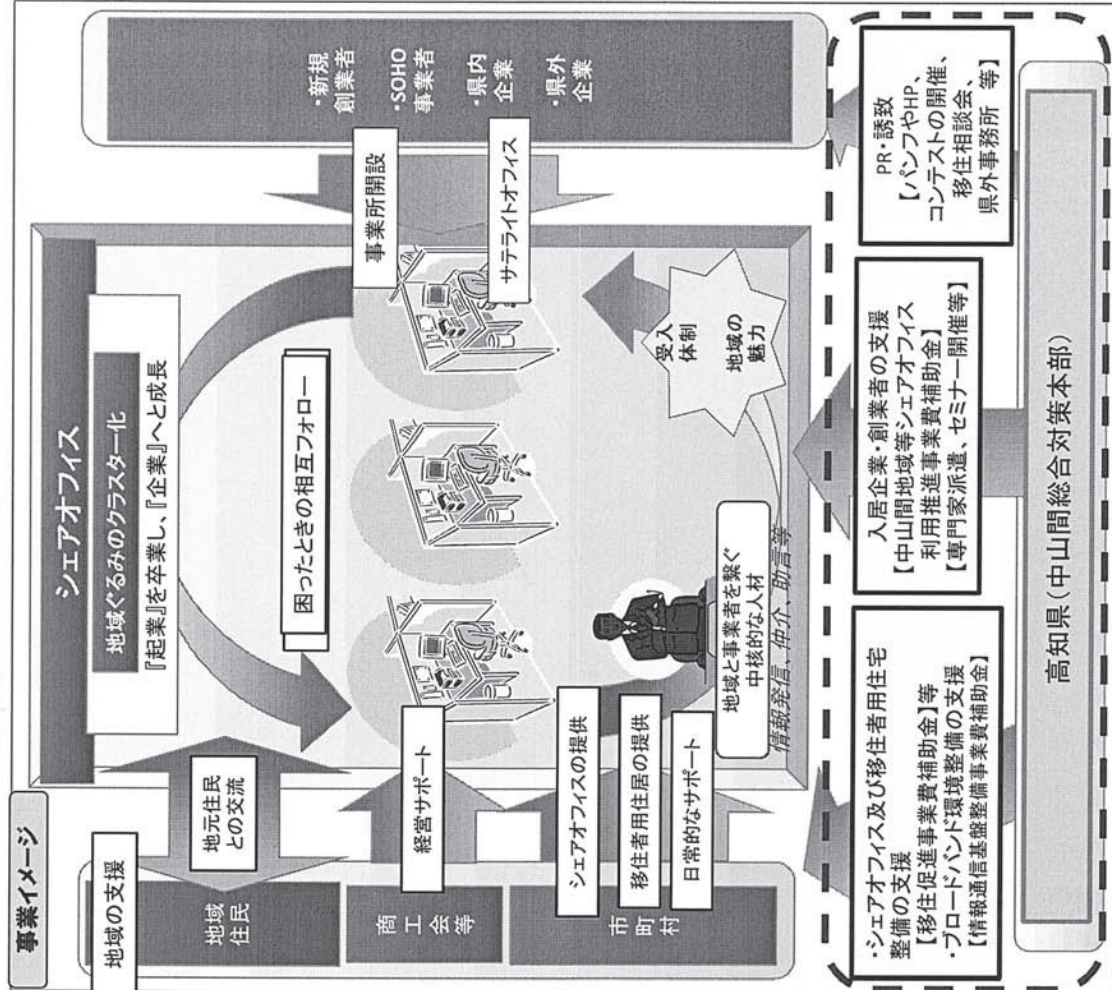 事業イメージ
地域の支援
地域
住民
商
工
会
等
市
町
村
地元住民
との交流
経営サポート
シェアオフィスの提供
移住者用住居の提供
日常的なサポート
シェアオフィス
地域ぐるみのクラスター化
『起業』を卒業し、『企業』へと成長
困ったときの相互フォロー
地域と事業者を繋ぐ
中核的な人材
情報発信、仲介、助言等
受入
体制
地域の
魅力
事業所開設
サテライトオフィス
・新規
創業者
・SOHO
事業者
・県内
企業
・県外
企業
・シェアオフィス及び移住者用住宅
整備の支援
【移住促進事業費補助金】等
・ブロードバンド環境整備の支援
【情報通信基盤整備事業費補助金】
入居企業・創業者の支援
【中山間地域等シェアオフィス
利用推進事業費補助金】
【専門家派遣、セミナー開催等】
PR・誘致
【パンフやHP、
コンテストの開催、
移住相談会、
県外事務所 等】
高知県(中山間総合対策本部)